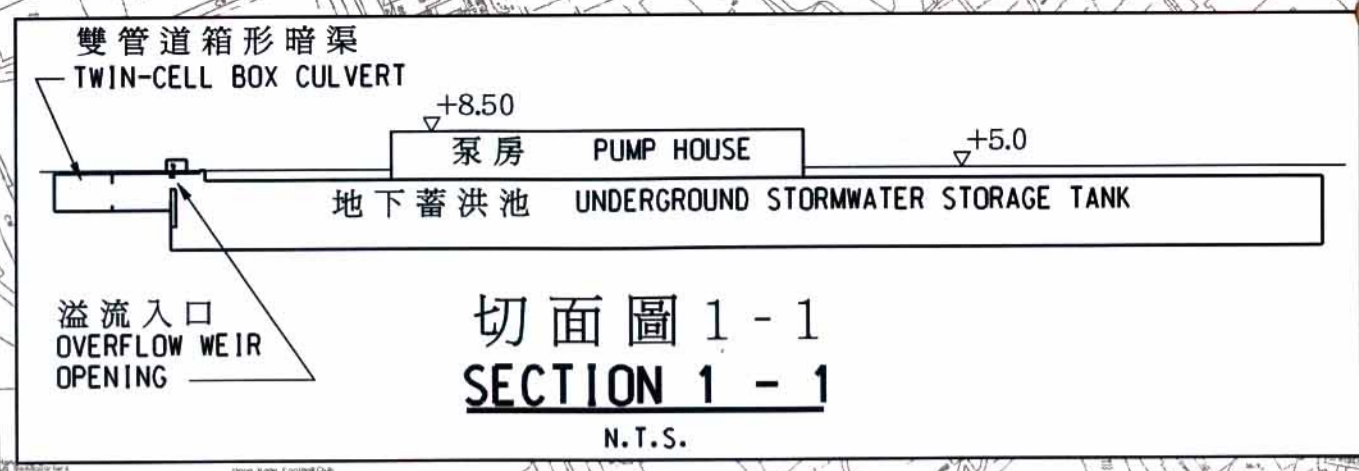 雙管道箱形暗渠
TWIN-CELL BOX CULVERT
+8.50
泵房 PUMP HOUSE
+5.0
地下蓄洪池 UNDERGROUND STORMWATER STORAGE TANK
溢流入口
OVERFLOW WEIR
OPENING
切面圖 1 - 1
SECTION 1 - 1
N.T.S.